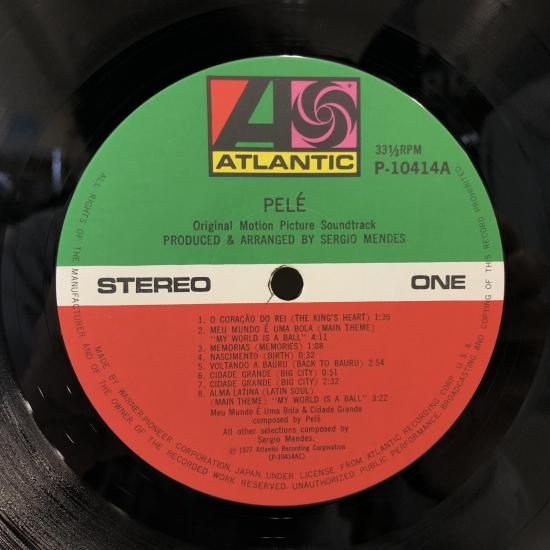 ATLANTIC
33⅓RPM
P-10414A
PELÉ
Original Motion Picture Soundtrack
PRODUCED & ARRANGED BY SERGIO MENDES
STEREO
ONE
1. O CORAÇÃO DO REI (THE KING'S HEART) 1:35
2. MEU MUNDO É UMA BOLA (MAIN THEME)
"MY WORLD IS A BALL" 4:11
3. MEMORIAS (MEMORIES) 1:08
4. NASCIMENTO (BIRTH) 0:32
5. VOLTANDO A BAURU (BACK TO BAURU) 2:54
6. CIDADE GRANDE (BIG CITY) 0:51
7. CIDADE GRANDE (BIG CITY) 2:32
8. ALMA LATINA (LATIN SOUL)
(MAIN THEME) "MY WORLD IS A BALL" 3:22
Meu Mundo É Uma Bola & Cidade Grande
composed by Pelé
All other selections composed by
Sergio Mendes.
Ⓟ 1977 Atlantic Recording Corporation
(P-10414A1)
ALL RIGHTS OF THE MANUFACTURER AND OF THE OWNER OF THE RECORDED WORK RESERVED. UNAUTHORIZED PUBLIC PERFORMANCE, BROADCASTING AND COPYING OF THIS RECORD PROHIBITED.
MADE BY WARNER-PIONEER CORPORATION, JAPAN, UNDER LICENSE FROM ATLANTIC RECORDING CORP., U.S.A.